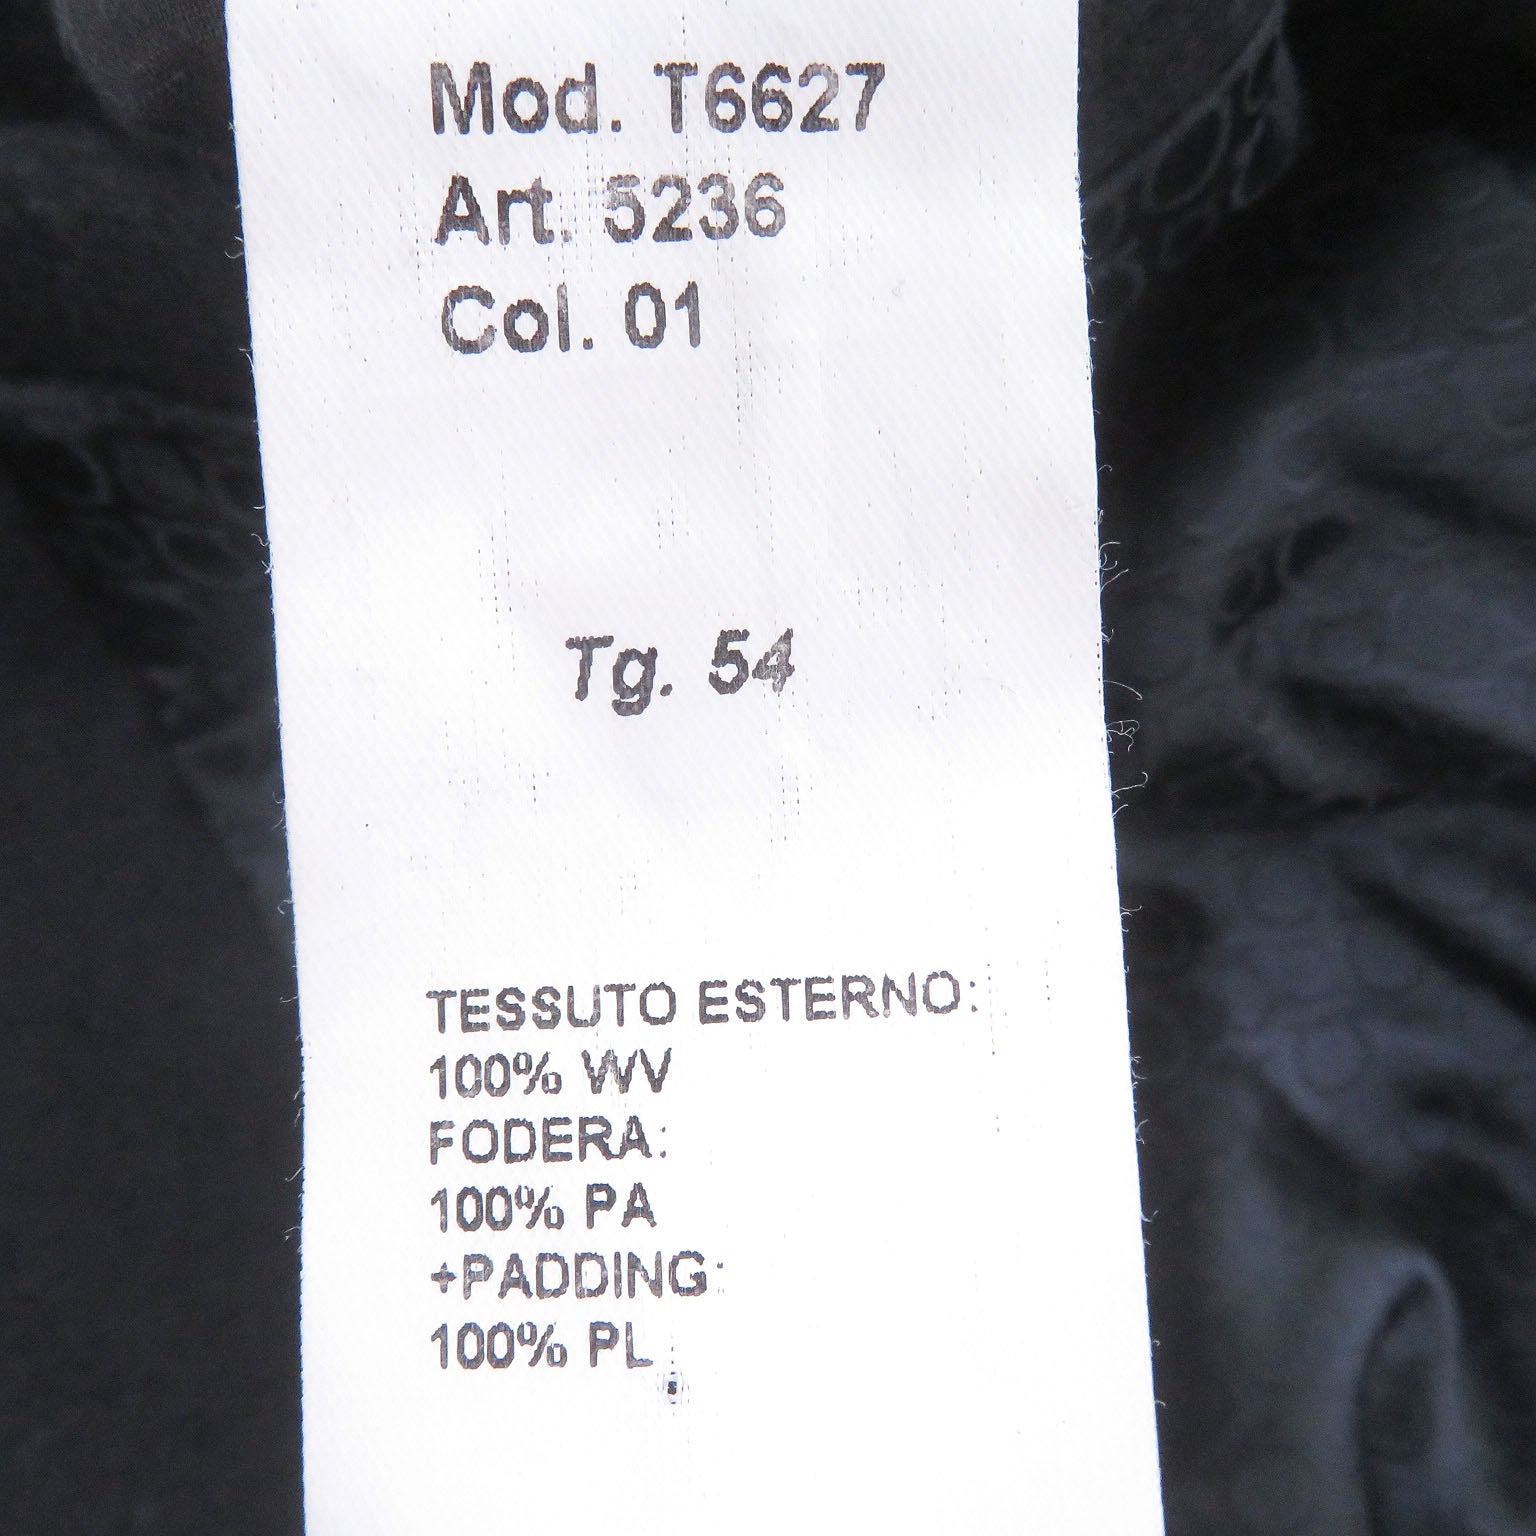 Mod. T6627
Art. 5236
Col. 01
Tg. 54
TESSUTO ESTERNO:
100% WV
FODERA:
100% PA
+PADDING:
100% PL